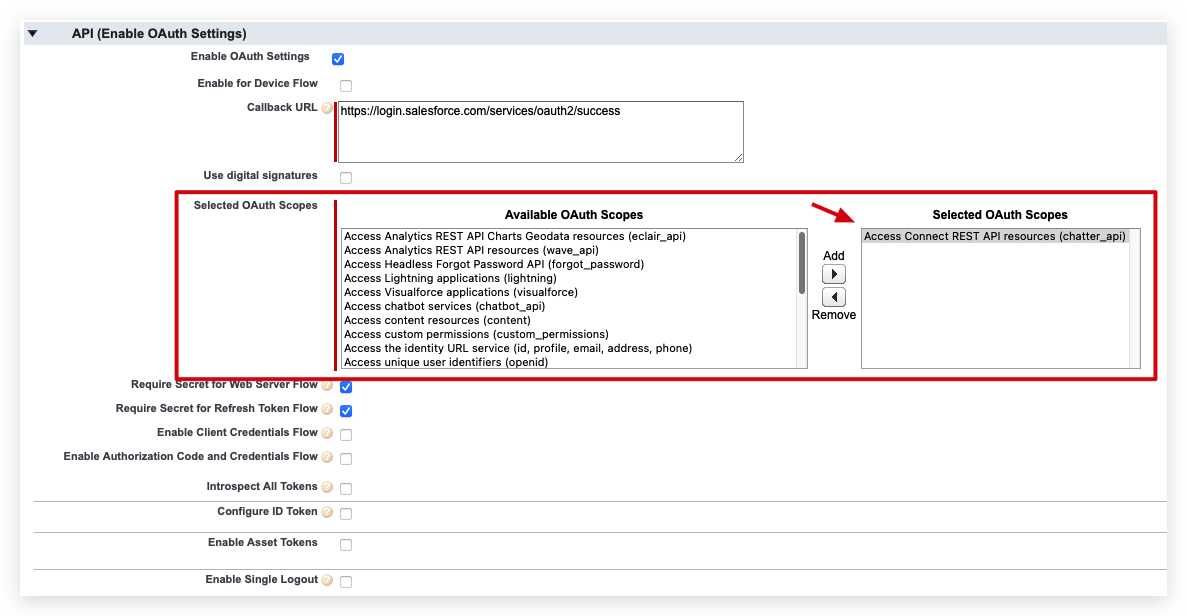 API (Enable OAuth Settings)
Enable OAuth Settings
Enable for Device Flow
Callback URL ?
https://login.salesforce.com/services/oauth2/success
Use digital signatures
Selected OAuth Scopes
Available OAuth Scopes
Access Analytics REST API Charts Geodata resources (eclair_api)
Access Analytics REST API resources (wave_api)
Access Headless Forgot Password API (forgot_password)
Access Lightning applications (lightning)
Access Visualforce applications (visualforce)
Access chatbot services (chatbot_api)
Access content resources (content)
Access custom permissions (custom_permissions)
Access the identity URL service (id, profile, email, address, phone)
Access unique user identifiers (openid)
Add
Remove
Selected OAuth Scopes
Access Connect REST API resources (chatter_api)
Require Secret for Web Server Flow ?
Require Secret for Refresh Token Flow ?
Enable Client Credentials Flow ?
Enable Authorization Code and Credentials Flow ?
Introspect All Tokens ?
Configure ID Token ?
Enable Asset Tokens
Enable Single Logout ?